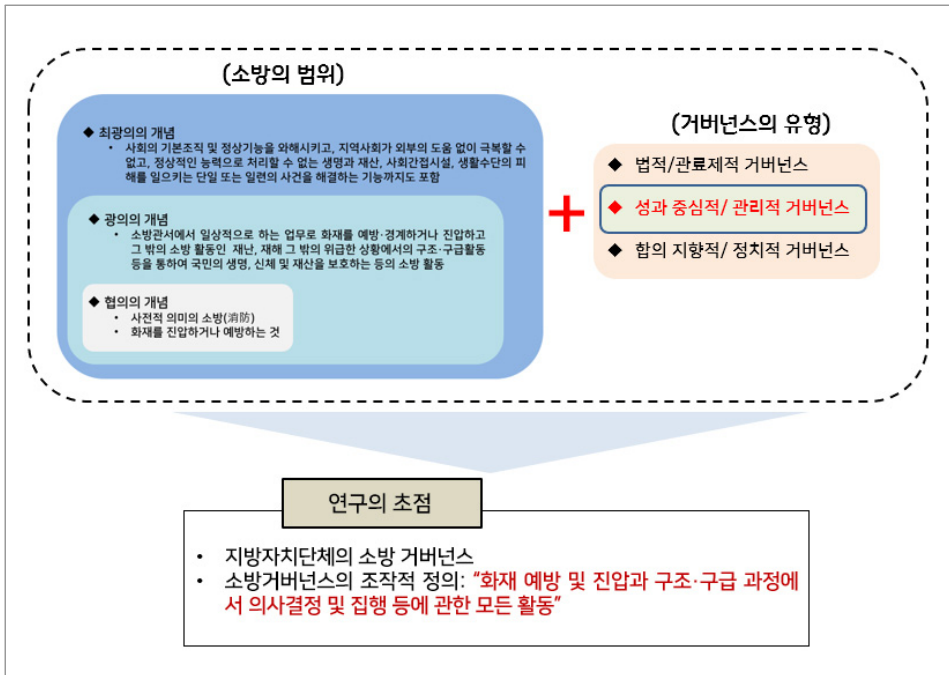 (소방의 범위)
◆ 최광의의 개념
• 사회의 기본조직 및 정상기능을 와해시키고, 지역사회가 외부의 도움 없이 극복할 수
없고, 정상적인 능력으로 처리할 수 없는 생명과 재산, 사회간접시설, 생활수단의 피
해를 일으키는 단일 또는 일련의 사건을 해결하는 기능까지도 포함
◆ 광의의 개념
• 소방관서에서 일상적으로 하는 업무로 화재를 예방·경계하거나 진압하고
그 밖의 소방 활동인 재난, 재해 그 밖의 위급한 상황에서의 구조·구급활동
등을 통하여 국민의 생명, 신체 및 재산을 보호하는 등의 소방 활동
◆ 협의의 개념
• 사전적 의미의 소방(消防)
• 화재를 진압하거나 예방하는 것
+
(거버넌스의 유형)
◆ 법적/관료제적 거버넌스
◆ 성과 중심적/ 관리적 거버넌스
◆ 합의 지향적/ 정치적 거버넌스
연구의 초점
• 지방자치단체의 소방 거버넌스
• 소방거버넌스의 조작적 정의: “화재 예방 및 진압과 구조·구급 과정에
서 의사결정 및 집행 등에 관한 모든 활동”